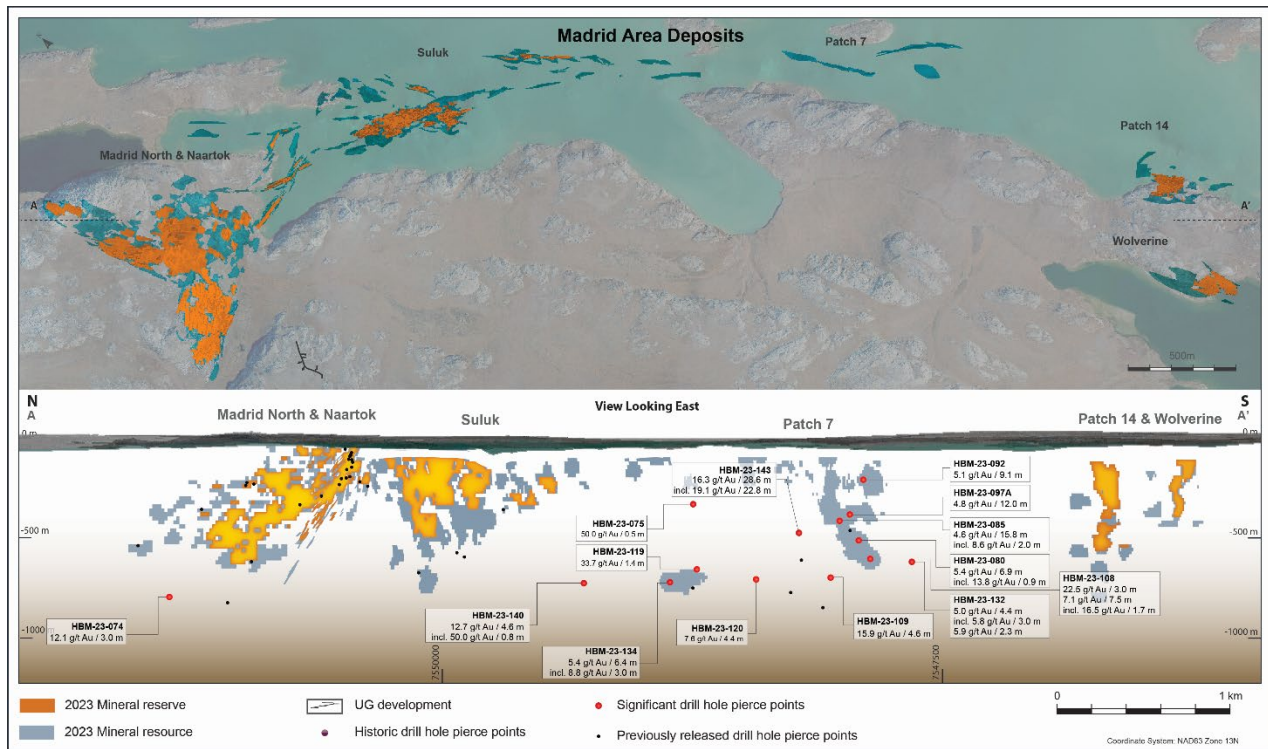 Madrid Area Deposits
Suluk
Patch 7
Patch 14
Madrid North & Naartok
A
A'
Wolverine
500m
N
A
Madrid North & Naartok
Suluk
View Looking East
Patch 7
Patch 14 & Wolverine
S
A'
0 m
0 m
-500m
-500 m
-1000m
-1000 m
HBM-23-143
16.3 g/t Au / 28.6 m
incl. 19.1 g/t Au / 22.8 m
HBM-23-092
5.1 g/t Au / 9.1 m
HBM-23-097A
4.8 g/t Au / 12.0 m
HBM-23-075
50.0 g/t Au / 0.5 m
HBM-23-085
4.6 g/t Au / 15.8 m
incl. 8.6 g/t Au / 2.0 m
HBM-23-119
33.7 g/t Au / 1.4 m
HBM-23-080
5.4 g/t Au / 6.9 m
incl. 13.8 g/t Au / 0.9 m
HBM-23-108
22.5 g/t Au / 3.0 m
7.1 g/t Au / 7.5 m
incl. 16.5 g/t Au / 1.7 m
HBM-23-132
5.0 g/t Au / 4.4 m
incl. 5.8 g/t Au / 3.0 m
5.9 g/t Au / 2.3 m
HBM-23-074
12.1 g/t Au / 3.0 m
HBM-23-140
12.7 g/t Au / 4.6 m
incl. 50.0 g/t Au / 0.8 m
HBM-23-120
7.6 g/t Au / 4.4 m
HBM-23-109
15.9 g/t Au / 4.6 m
HBM-23-134
5.4 g/t Au / 6.4 m
incl. 8.8 g/t Au / 3.0 m
7550000
7547500
2023 Mineral reserve
UG development
Significant drill hole pierce points
2023 Mineral resource
Historic drill hole pierce points
Previously released drill hole pierce points
0
1 km
Coordinate System: NAD83 Zone 13N